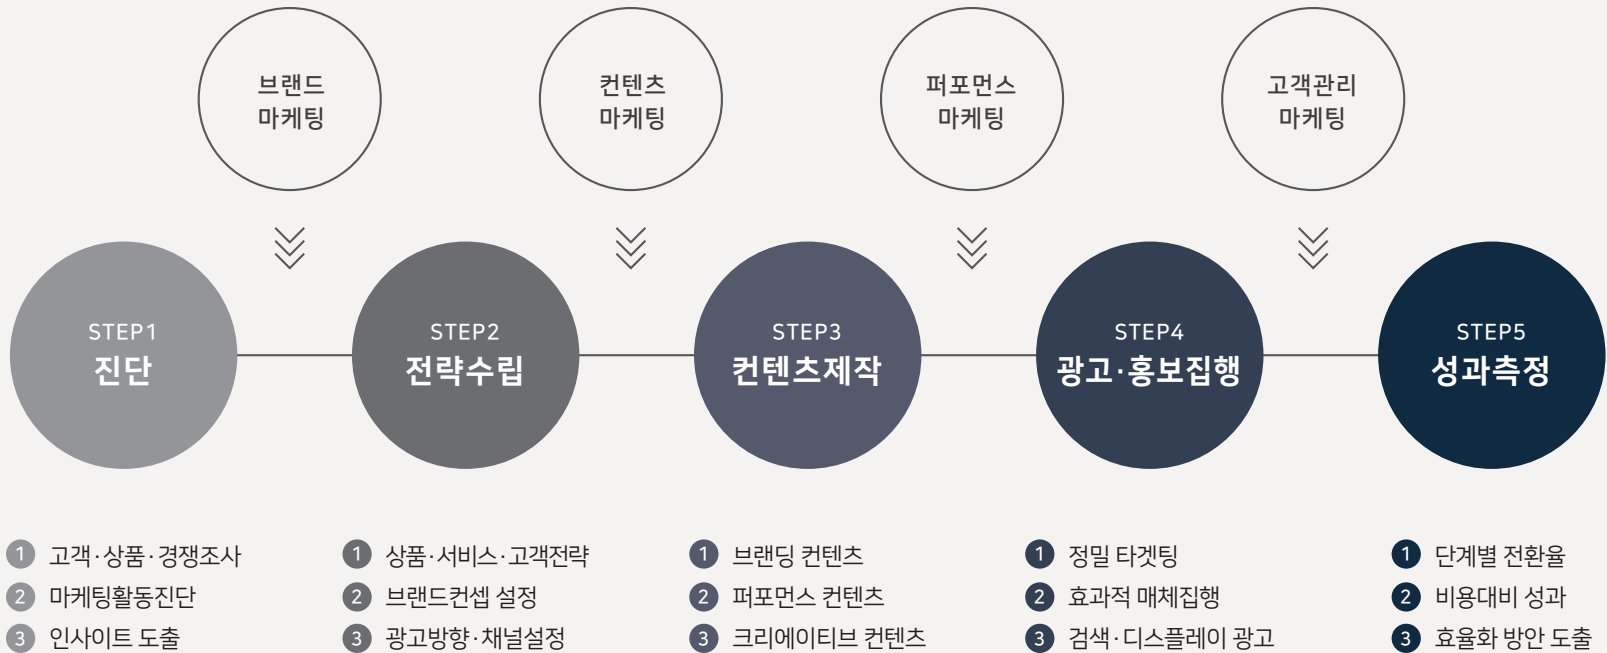 브랜드
마케팅
컨텐츠
마케팅
퍼포먼스
마케팅
고객관리
마케팅
STEP1
진단
STEP2
전략수립
STEP3
컨텐츠제작
STEP4
광고·홍보집행
STEP5
성과측정
1 고객·상품·경쟁조사
2 마케팅활동진단
3 인사이트 도출
1 상품·서비스·고객전략
2 브랜드컨셉 설정
3 광고방향·채널설정
1 브랜딩 컨텐츠
2 퍼포먼스 컨텐츠
3 크리에이티브 컨텐츠
1 정밀 타겟팅
2 효과적 매체집행
3 검색·디스플레이 광고
1 단계별 전환율
2 비용대비 성과
3 효율화 방안 도출